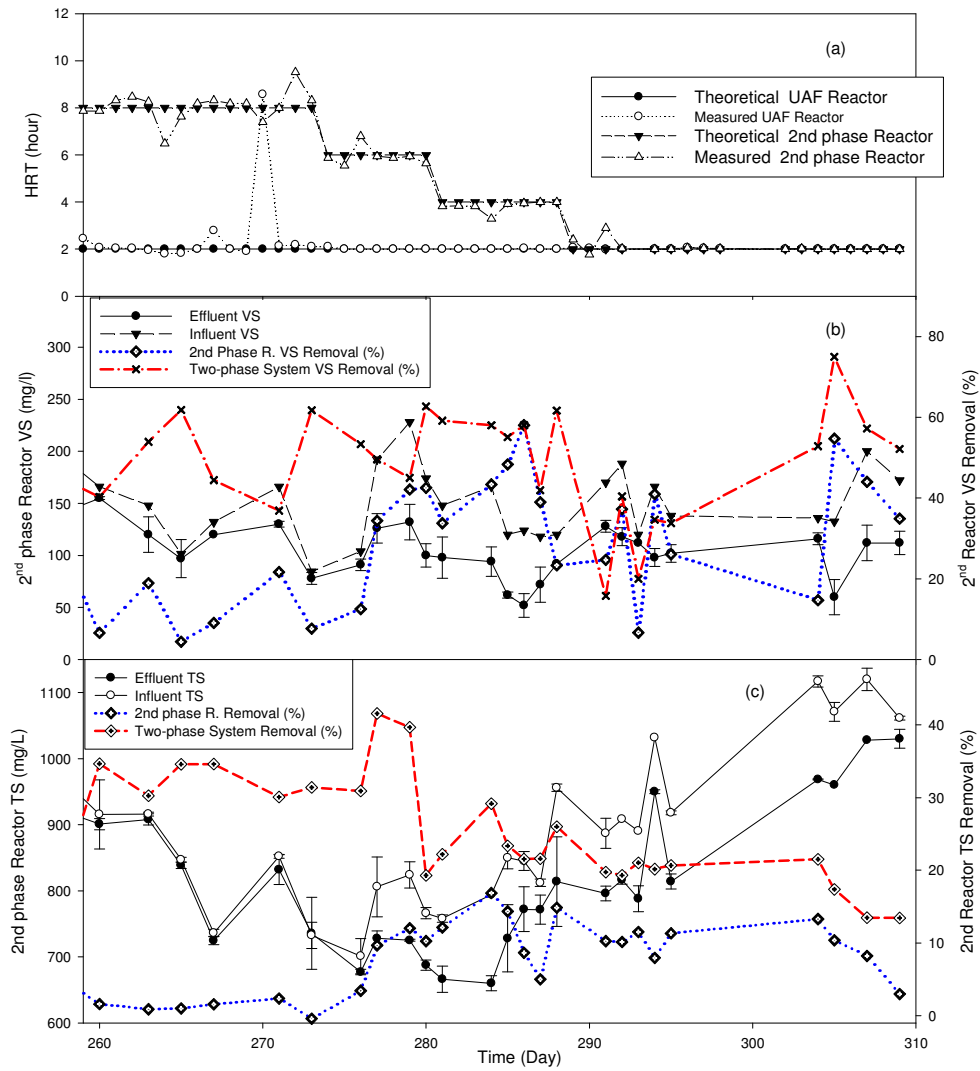 12
10
8
6
4
2
0
HRT (hour)
(a)
Theoretical UAF Reactor
Measured UAF Reactor
Theoretical 2nd phase Reactor
Measured 2nd phase Reactor
300
250
200
150
100
50
0
2nd phase Reactor VS (mg/l)
Effluent VS
Influent VS
2nd Phase R. VS Removal (%)
Two-phase System VS Removal (%)
(b)
80
60
40
20
0
2nd Reactor VS Removal (%)
1100
1000
900
800
700
600
2nd phase Reactor TS (mg/L)
Effluent TS
Influent TS
2nd phase R. Removal (%)
Two-phase System Removal (%)
(c)
40
30
20
10
0
2nd Reactor TS Removal (%)
260 270 280 290 300 310
Time (Day)